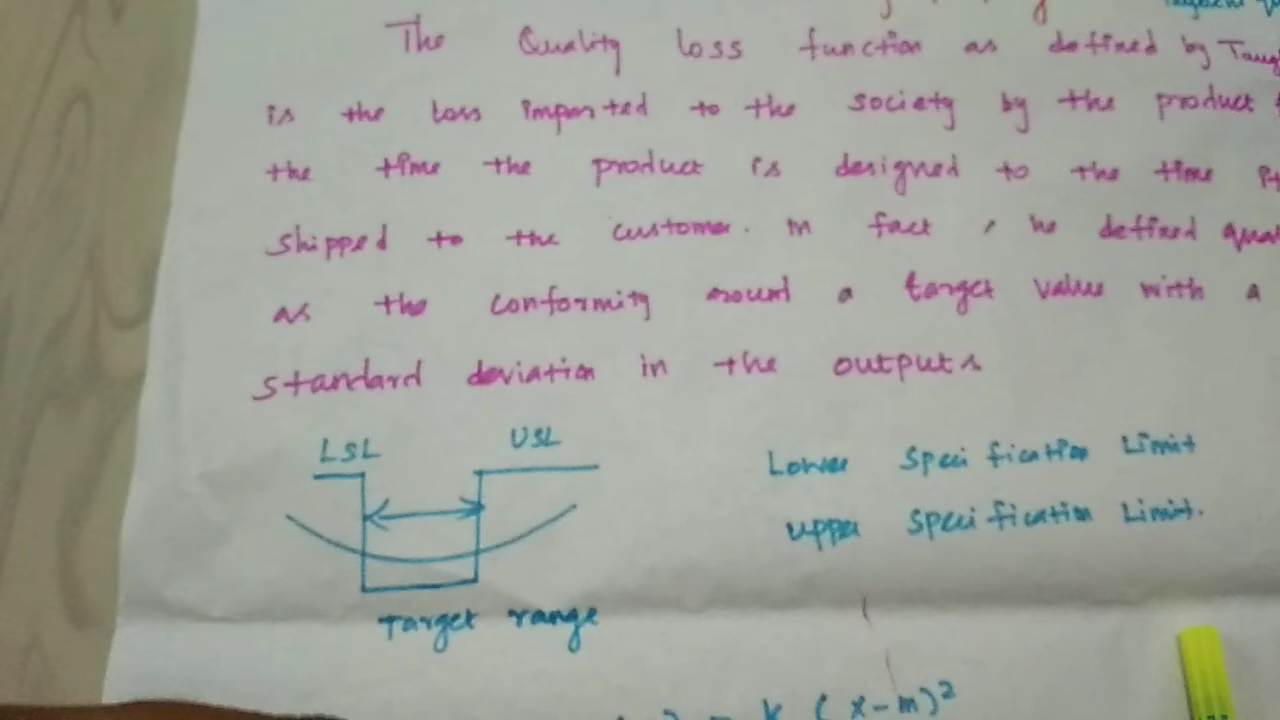 The Quality loss function as defined by
is the loss imparted to the society by the product
the time the product is designed to the time
shipped to the customer. In fact, he defined
as the conformity around a target value with a
standard deviation in the outputs
LSL USL
Lower Specification Limit
Upper Specification Limit.
Target range
k (x-m)²